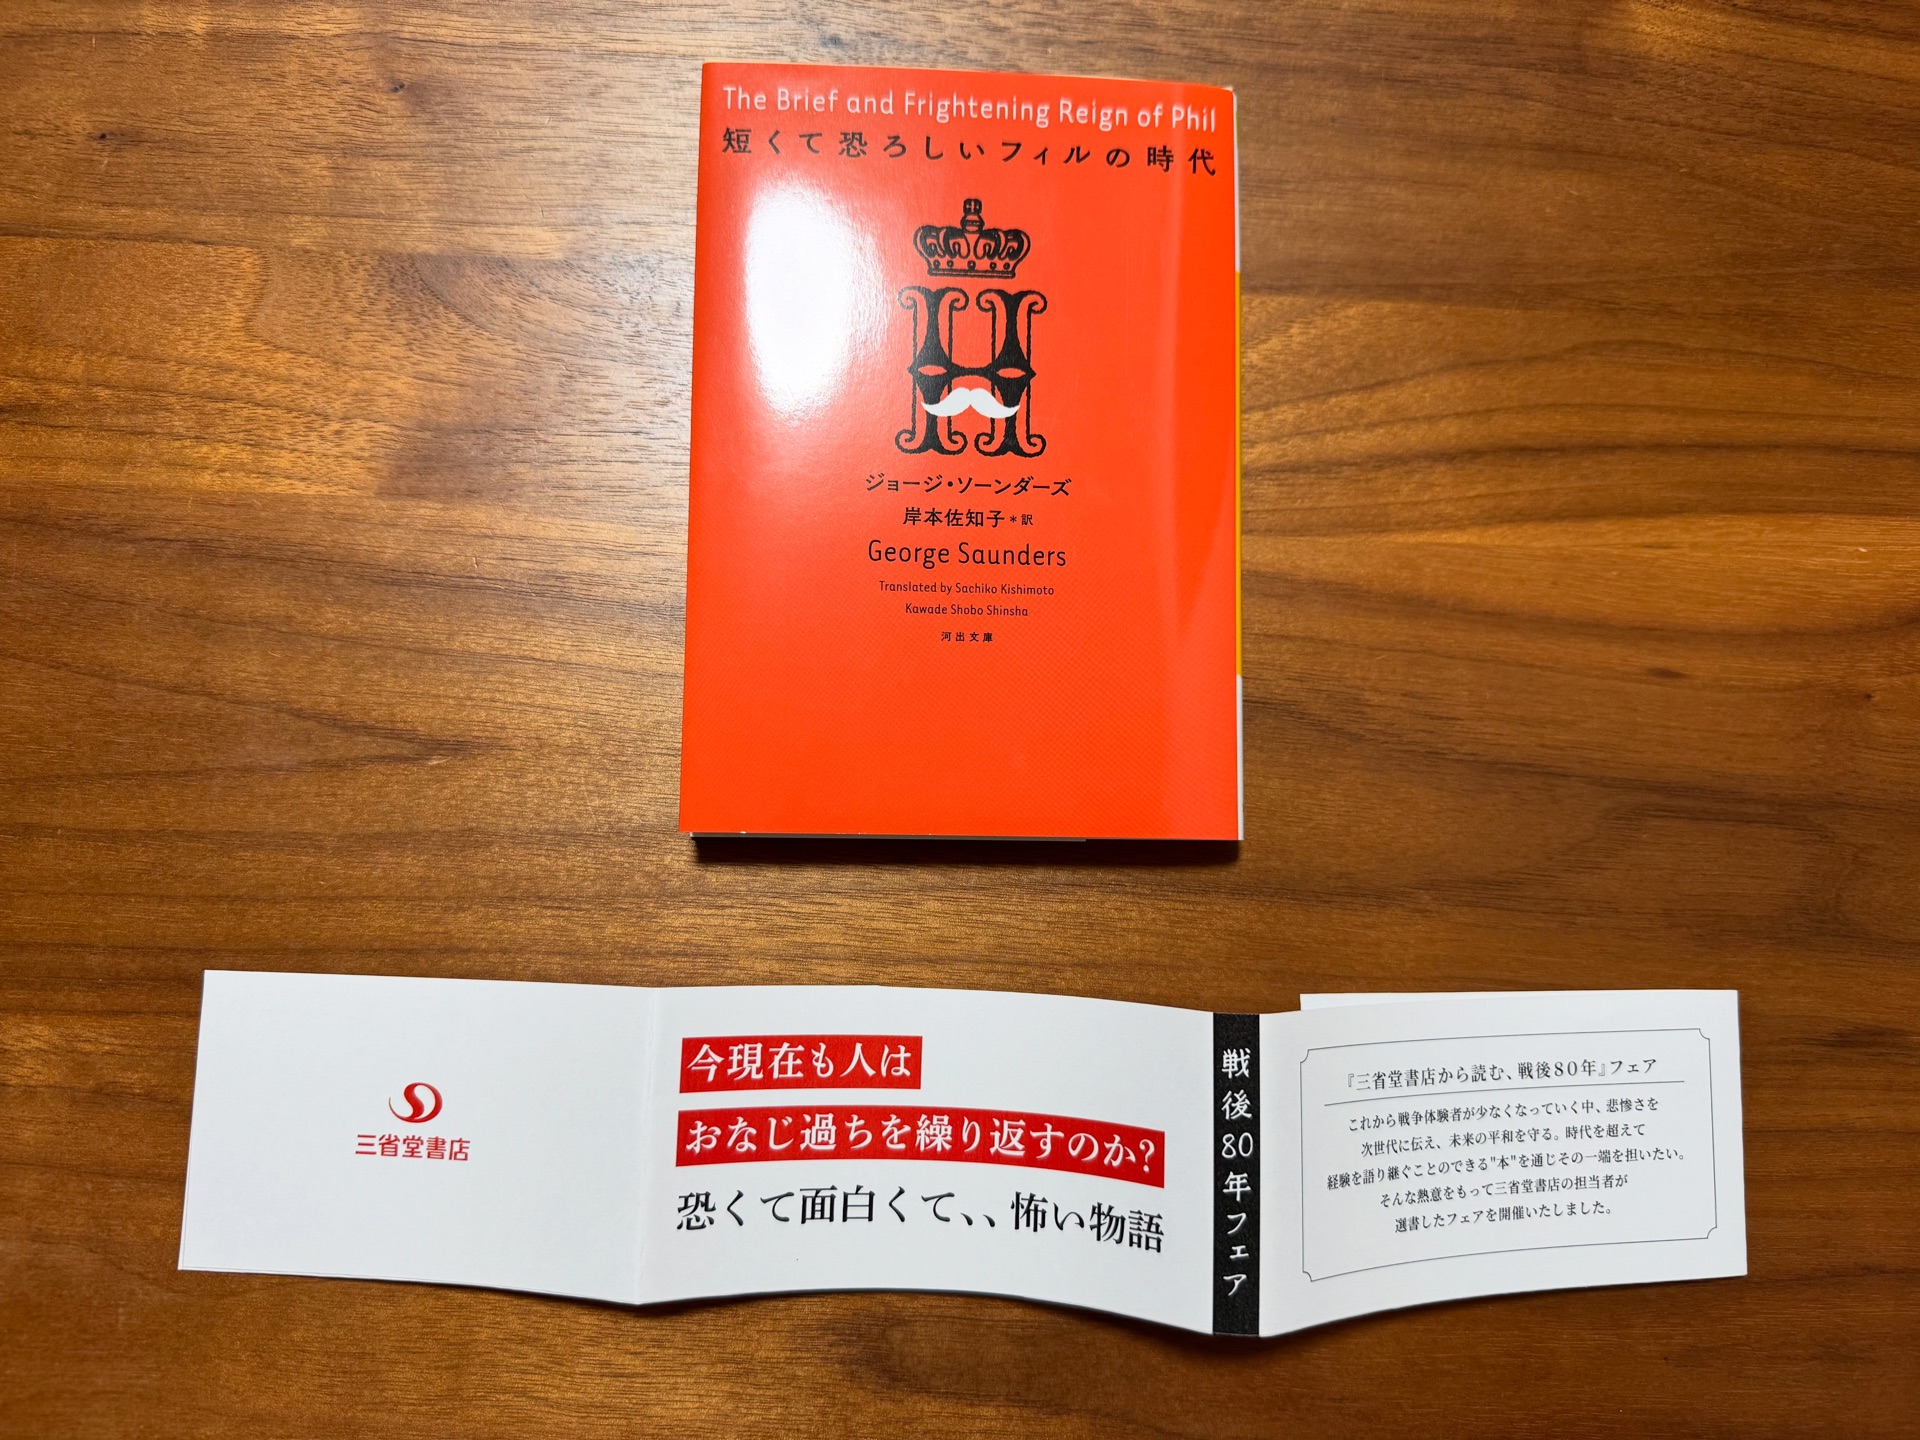 The Brief and Frightening Reign of Phil
短くて恐ろしいフィルの時代
H
ジョージ・ソーンダーズ
岸本佐知子*訳
George Saunders
Translated by Sachiko Kishimoto
Kawade Shobo Shinsha
河出文庫
三省堂書店
今現在も人は
おなじ過ちを繰り返すのか?
恐くて面白くて、、怖い物語
戦後80年フェア
『三省堂書店から読む、戦後80年』フェア
これから戦争体験者が少なくなっていく中、悲惨さを
次世代に伝え、未来の平和を守る。時代を超えて
経験を語り継ぐことのできる"本"を通じその一端を担いたい。
そんな熱意をもって三省堂書店の担当者が
選書したフェアを開催いたしました。